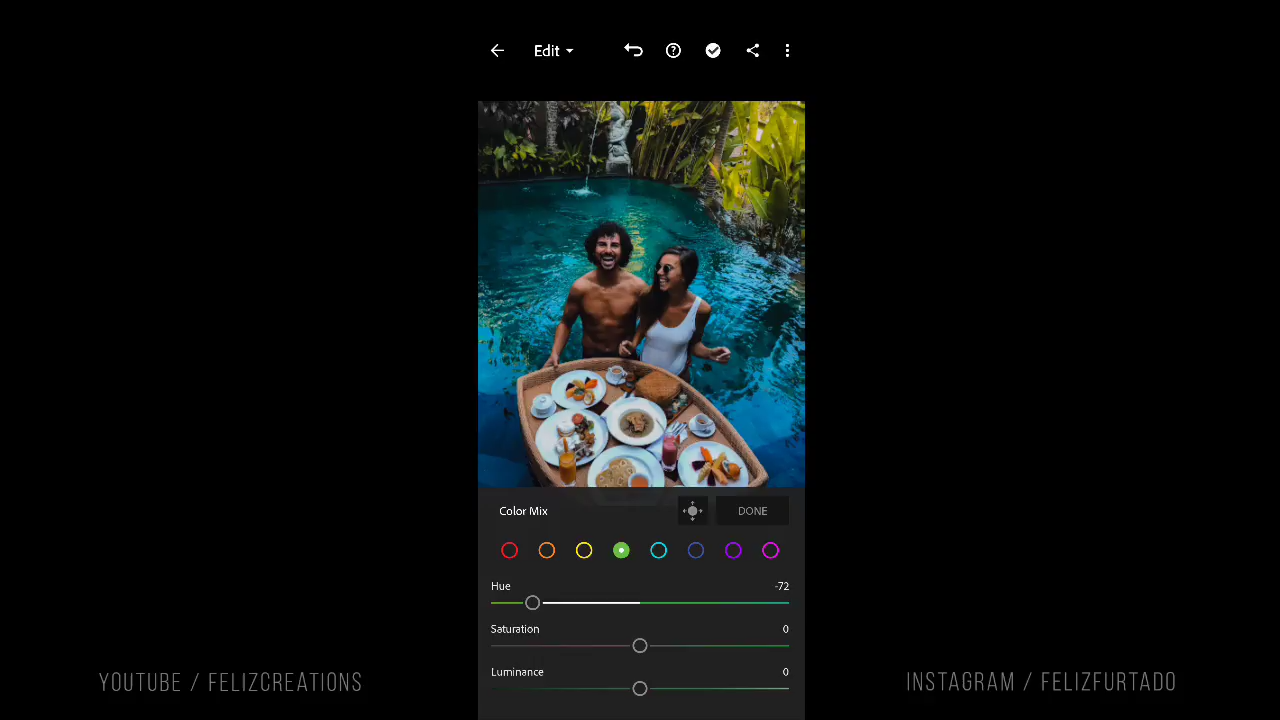 Edit
Color Mix
DONE
Hue
-72
Saturation
0
Luminance
0
YOUTUBE / FELIZCREATIONS
INSTAGRAM / FELIZFURTADO